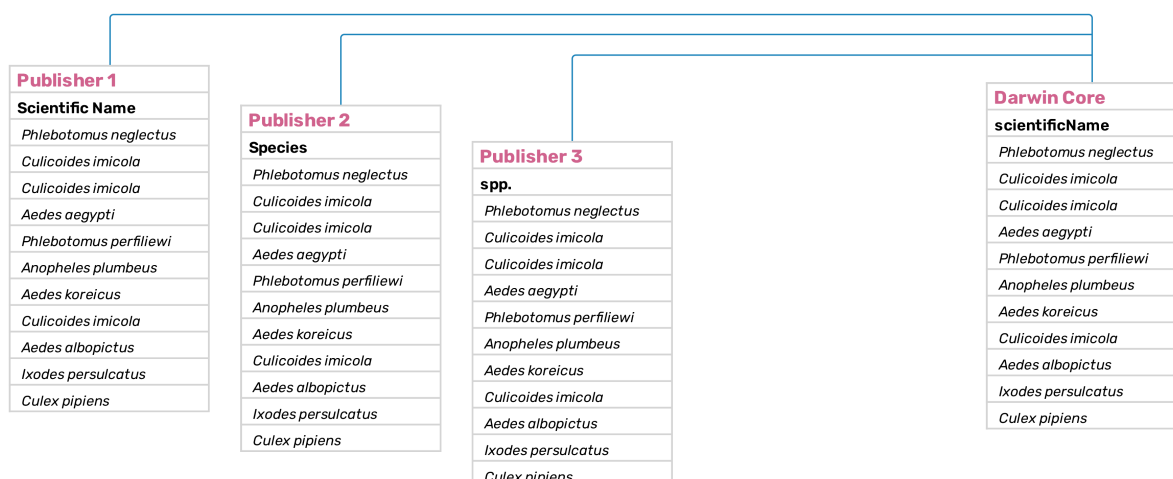 Publisher 1
Scientific Name
Phlebotomus neglectus
Culicoides imicola
Culicoides imicola
Aedes aegypti
Phlebotomus perfiliewi
Anopheles plumbeus
Aedes koreicus
Culicoides imicola
Aedes albopictus
Ixodes persulcatus
Culex pipiens
Publisher 2
Species
Phlebotomus neglectus
Culicoides imicola
Culicoides imicola
Aedes aegypti
Phlebotomus perfiliewi
Anopheles plumbeus
Aedes koreicus
Culicoides imicola
Aedes albopictus
Ixodes persulcatus
Culex pipiens
Publisher 3
spp.
Phlebotomus neglectus
Culicoides imicola
Culicoides imicola
Aedes aegypti
Phlebotomus perfiliewi
Anopheles plumbeus
Aedes koreicus
Culicoides imicola
Aedes albopictus
Ixodes persulcatus
Culex pipiens
Darwin Core
scientificName
Phlebotomus neglectus
Culicoides imicola
Culicoides imicola
Aedes aegypti
Phlebotomus perfiliewi
Anopheles plumbeus
Aedes koreicus
Culicoides imicola
Aedes albopictus
Ixodes persulcatus
Culex pipiens